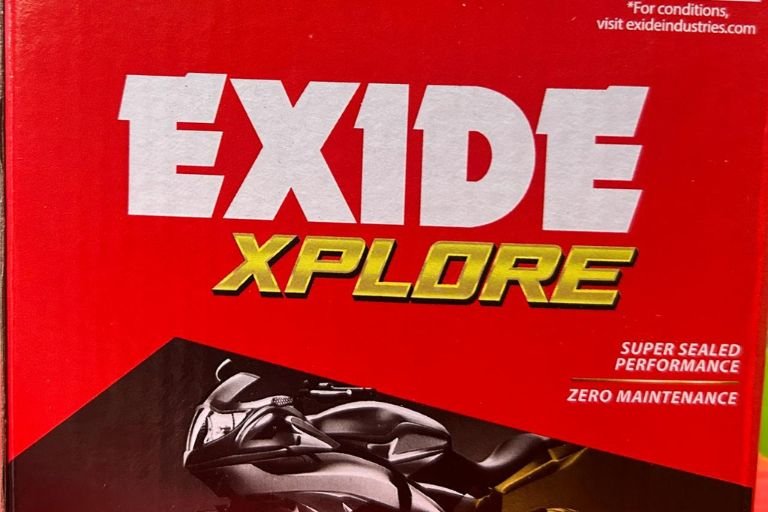 *For conditions,
visit exideindustries.com
EXIDE
XPLORE
SUPER SEALED
PERFORMANCE
ZERO MAINTENANCE